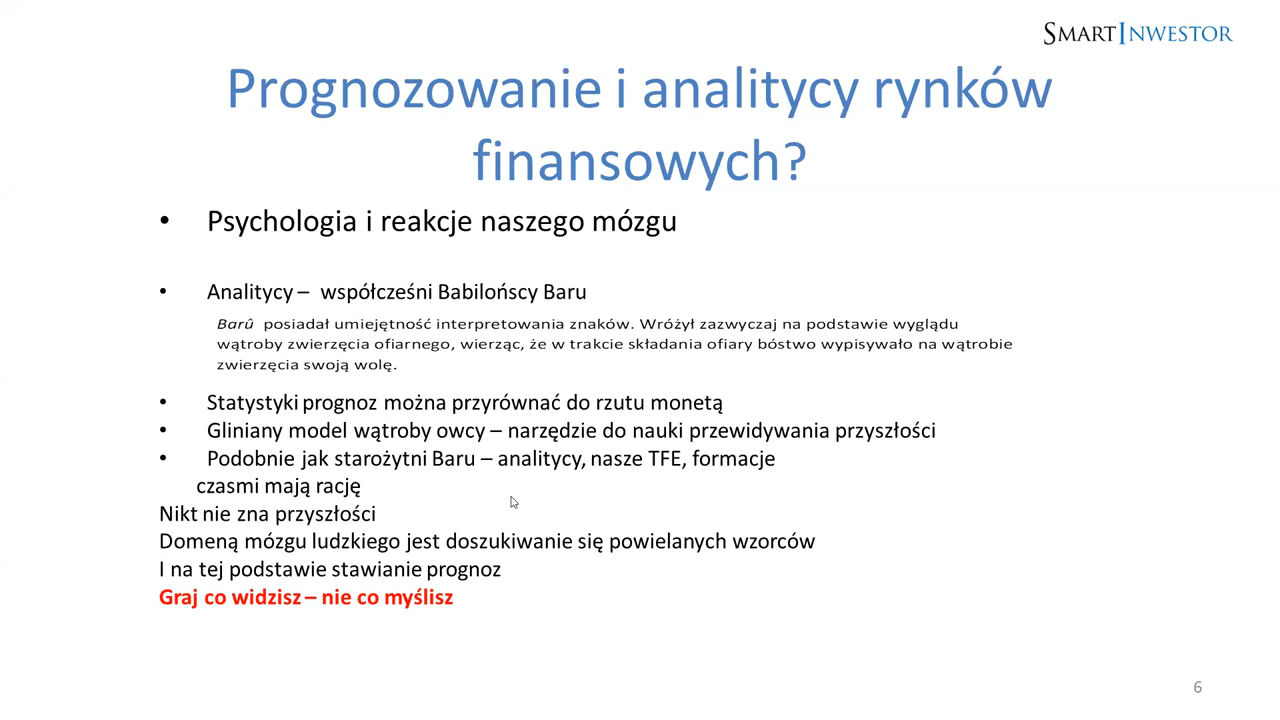 SMARTINWESTOR
Prognozowanie i analitycy rynków
finansowych?
• Psychologia i reakcje naszego mózgu
• Analitycy – współcześni Babilońscy Baru
Barû posiadał umiejętność interpretowania znaków. Wróżył zazwyczaj na podstawie wyglądu
wątroby zwierzęcia ofiarnego, wierząc, że w trakcie składania ofiary bóstwo wypisywało na wątrobie
zwierzęcia swoją wolę.
• Statystyki prognoz można przyrównać do rzutu monetą
• Gliniany model wątroby owcy – narzędzie do nauki przewidywania przyszłości
• Podobnie jak starożytni Baru – analitycy, nasze TFE, formacje
czasmi mają rację
Nikt nie zna przyszłości
Domeną mózgu ludzkiego jest doszukiwanie się powielanych wzorców
I na tej podstawie stawianie prognoz
Graj co widzisz – nie co myślisz
6